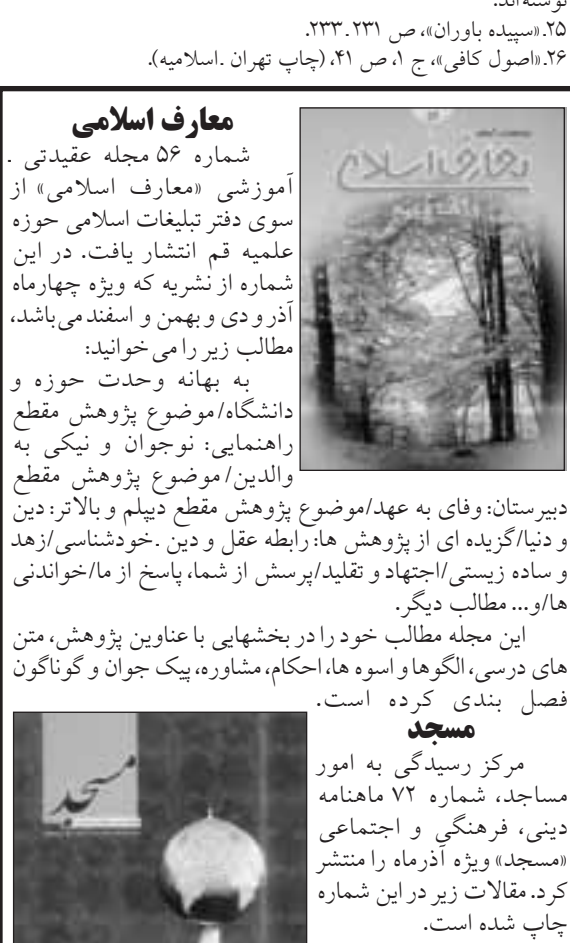 نوشته‌اند.
۲۵.«سپیده باوران»، ص ۲۳۱ـ۲۳۳.
۲۶.«اصول کافی»، ج ۱، ص ۴۱، (چاپ تهران ـ اسلامیه).
معارف اسلامی
معارف اسلامی
شماره ۵۶ مجله عقیدتی ـ
آموزشی «معارف اسلامی» از
سوی دفتر تبلیغات اسلامی حوزه
علمیه قم انتشار یافت. در این
شماره از نشریه که ویژه چهارماه
آذر و دی و بهمن و اسفند می‌باشد،
مطالب زیر را می خوانید:
به بهانه وحدت حوزه و
دانشگاه/موضوع پژوهش مقطع
راهنمایی: نوجوان و نیکی به
والدین/ موضوع پژوهش مقطع
دبیرستان: وفای به عهد/موضوع پژوهش مقطع دیپلم و بالاتر: دین
و دنیا/گزیده ای از پژوهش ها: رابطه عقل و دین ـ خودشناسی/زهد
و ساده زیستی/اجتهاد و تقلید/پرسش از شما، پاسخ از ما/خواندنی
ها/و... مطالب دیگر.
این مجله مطالب خود را در بخشهایی با عناوین پژوهش، متن
های درسی، الگوها و اسوه ها، احکام، مشاوره، پیک جوان و گوناگون
فصل بندی کرده است.
مسجد
مسجد
مرکز رسیدگی به امور
مساجد، شماره ۷۲ ماهنامه
دینی، فرهنگی و اجتماعی
«مسجد» ویژه آذرماه را منتشر
کرد. مقالات زیر در این شماره
چاپ شده است.